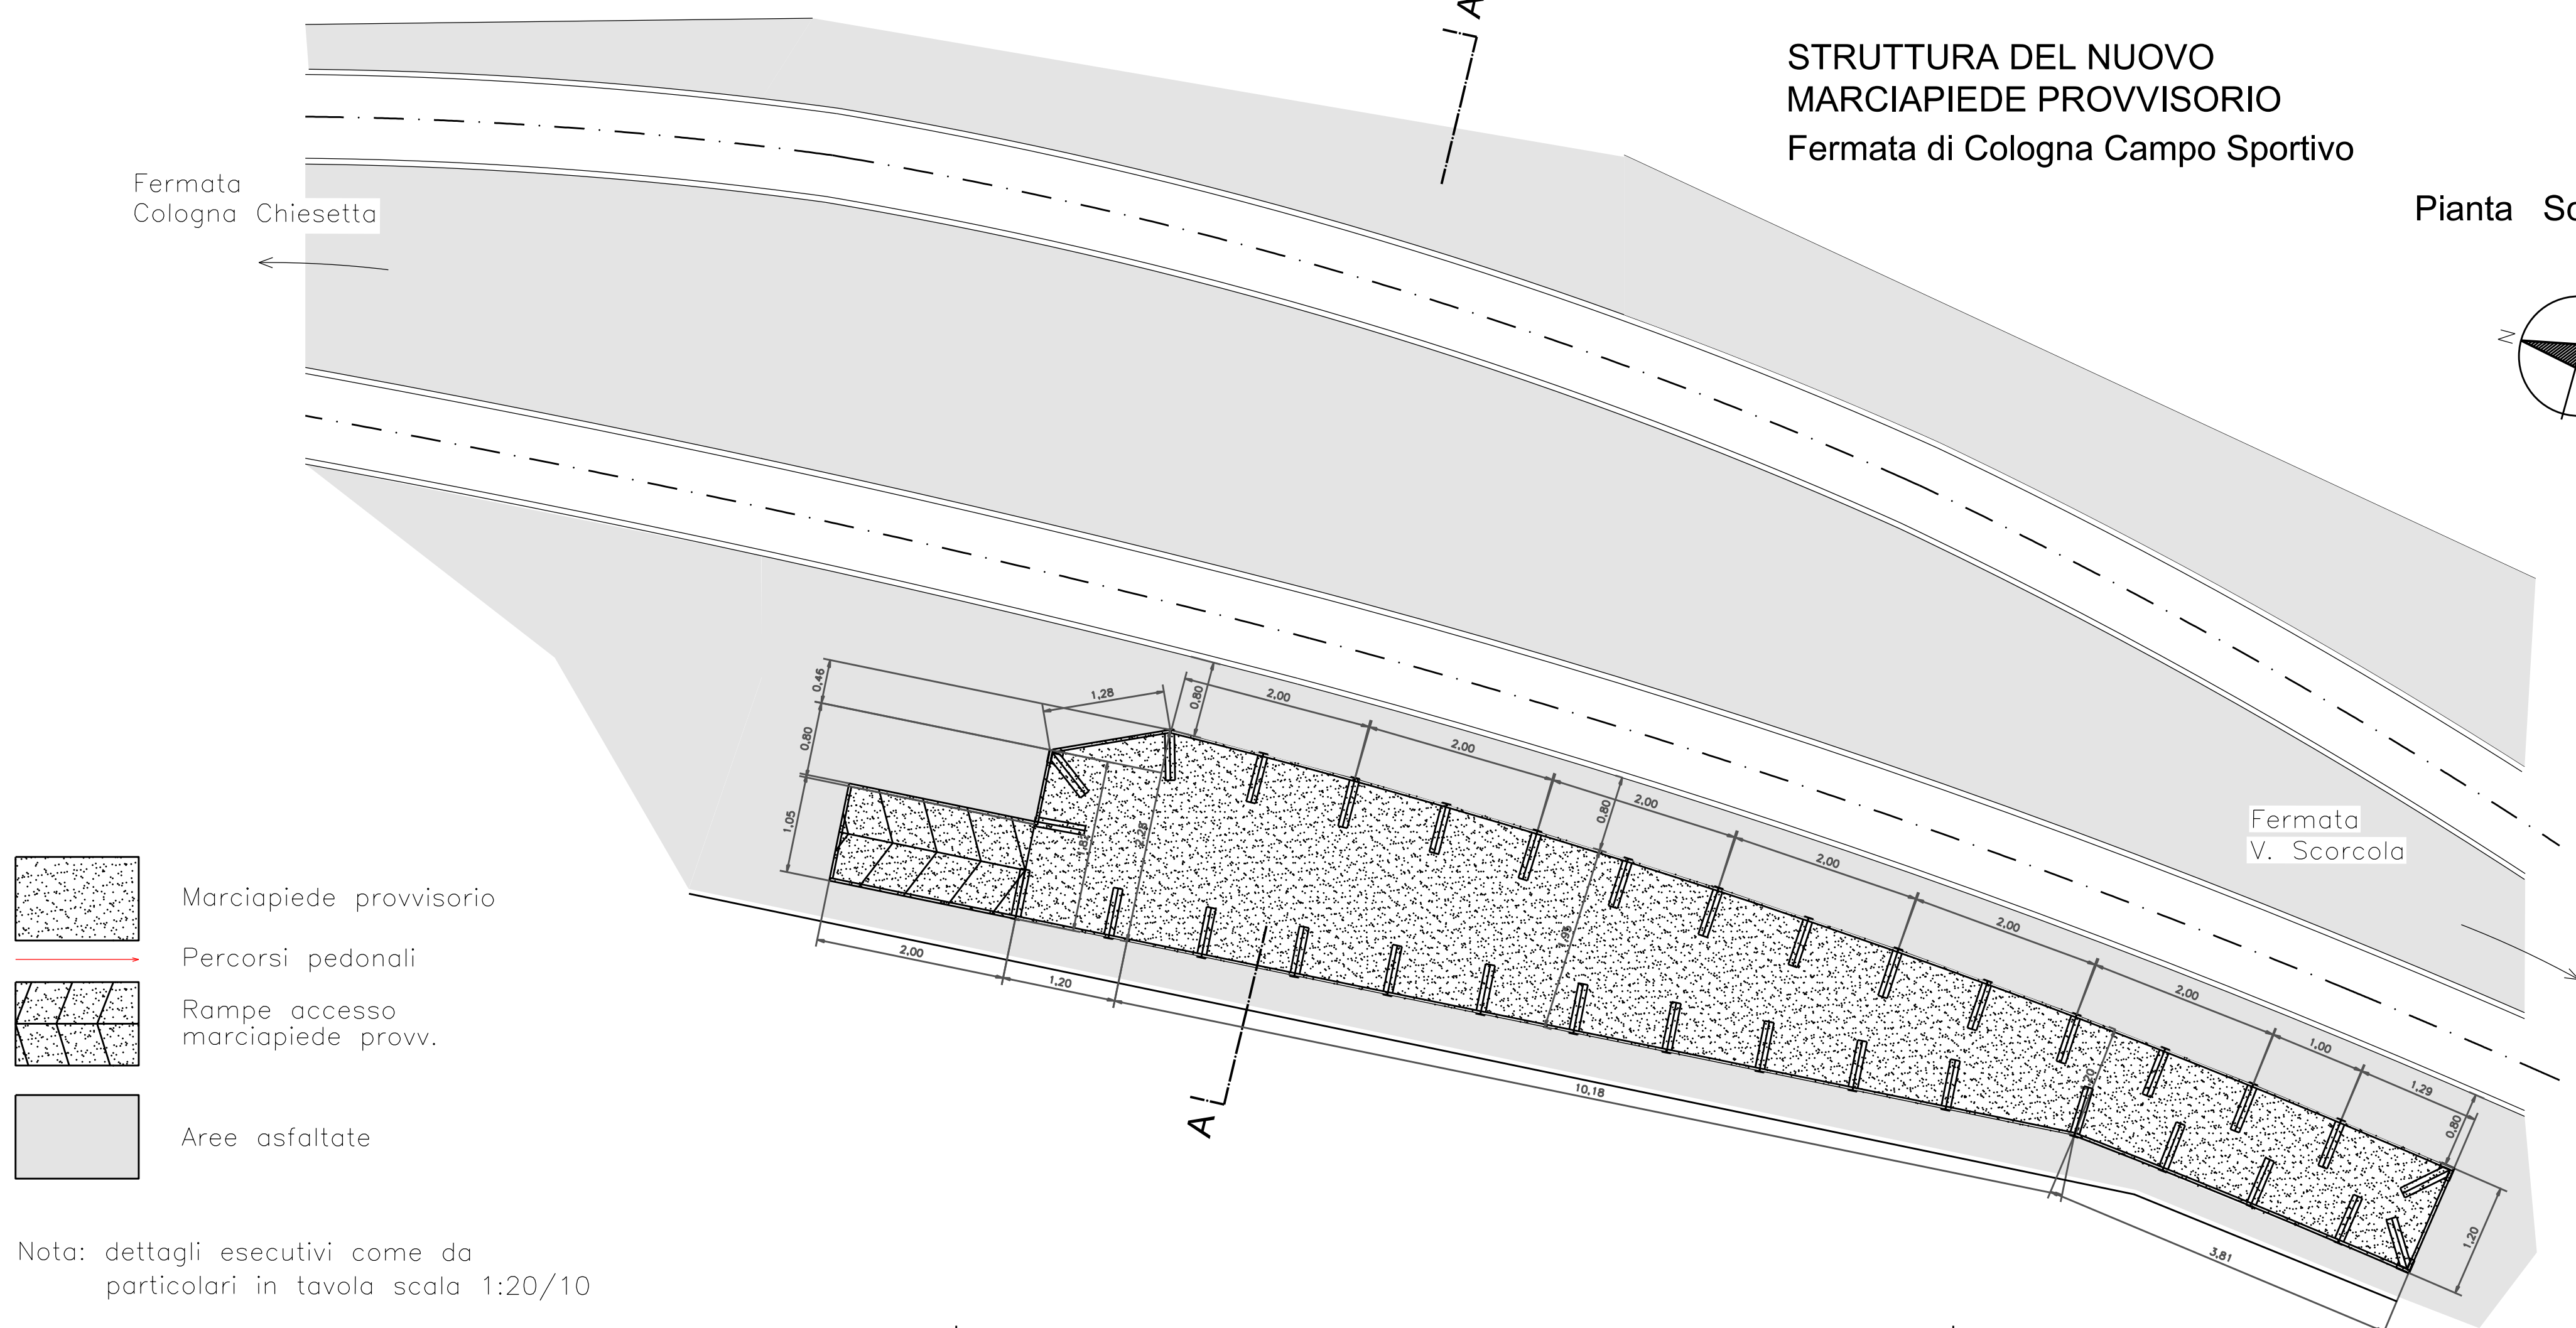 A
STRUTTURA DEL NUOVO
MARCIAPIEDE PROVVISORIO
Fermata di Cologna Campo Sportivo
Pianta
Fermata
Cologna Chiesetta
N
0,46
1,28
0,80
2,00
0,80
2,00
0,80
2,00
2,00
2,00
2,00
1,00
1,29
0,80
1,05
2,00
1,20
10,18
3,81
1,20
Fermata
V. Scorcola
A
Marciapiede provvisorio
Percorsi pedonali
Rampe accesso
marciapiede provv.
Aree asfaltate
Nota: dettagli esecutivi come da
particolari in tavola scala 1:20/10